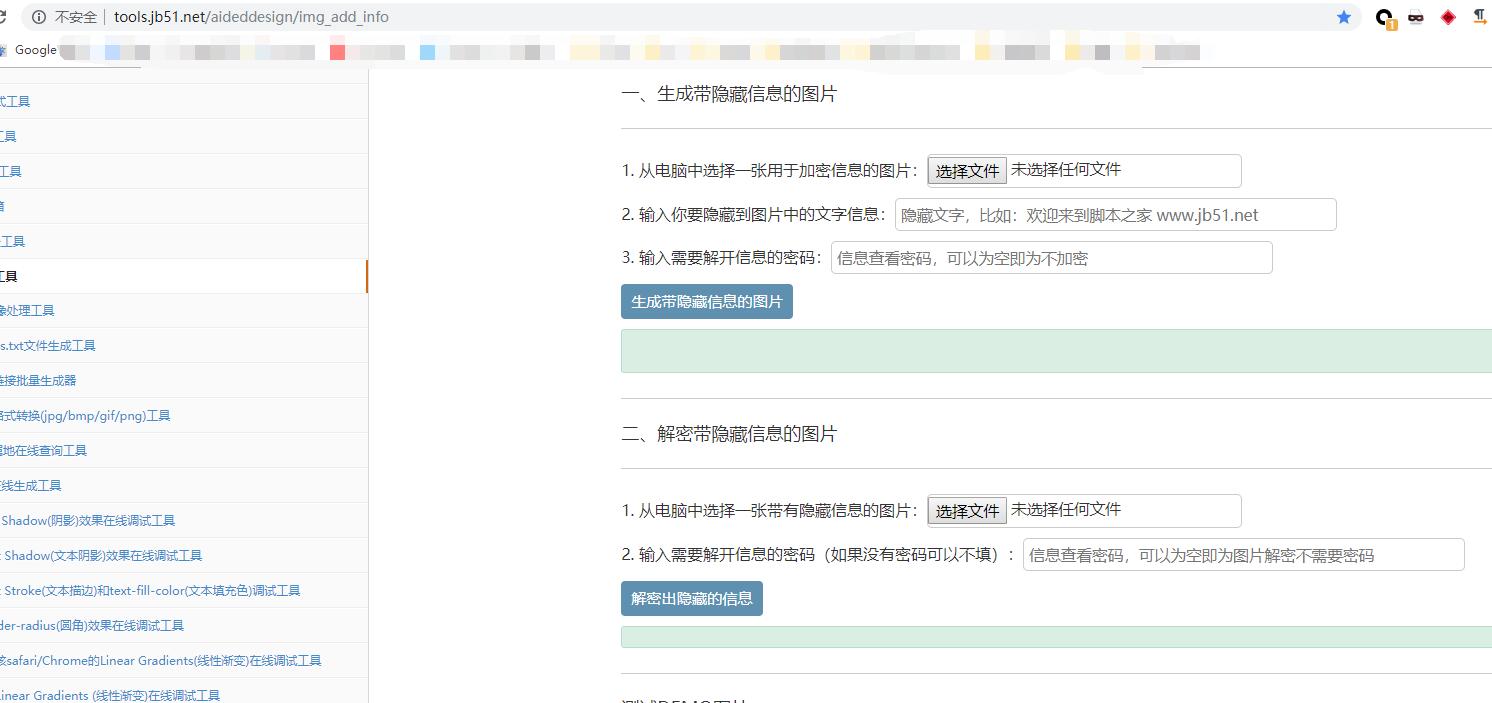 不安全 | tools.jb51.net/aideddesign/img_add_info
1
Google
式工具
工具
工具
工具
工具
像处理工具
s.txt文件生成工具
连接批量生成器
格式转换(jpg/bmp/gif/png)工具
属地在线查询工具
在线生成工具
Shadow(阴影)效果在线调试工具
Shadow(文本阴影)效果在线调试工具
Stroke(文本描边)和text-fill-color(文本填充色)调试工具
der-radius(圆角)效果在线调试工具
safari/Chrome的Linear Gradients(线性渐变)在线调试工具
Linear Gradients (线性渐变)在线调试工具
一、生成带隐藏信息的图片
1. 从电脑中选择一张用于加密信息的图片： 选择文件 未选择任何文件
2. 输入你要隐藏到图片中的文字信息： 隐藏文字，比如：欢迎来到脚本之家 www.jb51.net
3. 输入需要解开信息的密码： 信息查看密码，可以为空即为不加密
生成带隐藏信息的图片
二、解密带隐藏信息的图片
1. 从电脑中选择一张带有隐藏信息的图片： 选择文件 未选择任何文件
2. 输入需要解开信息的密码（如果没有密码可以不填）： 信息查看密码，可以为空即为图片解密不需要密码
解密出隐藏的信息
测试DEMO图片